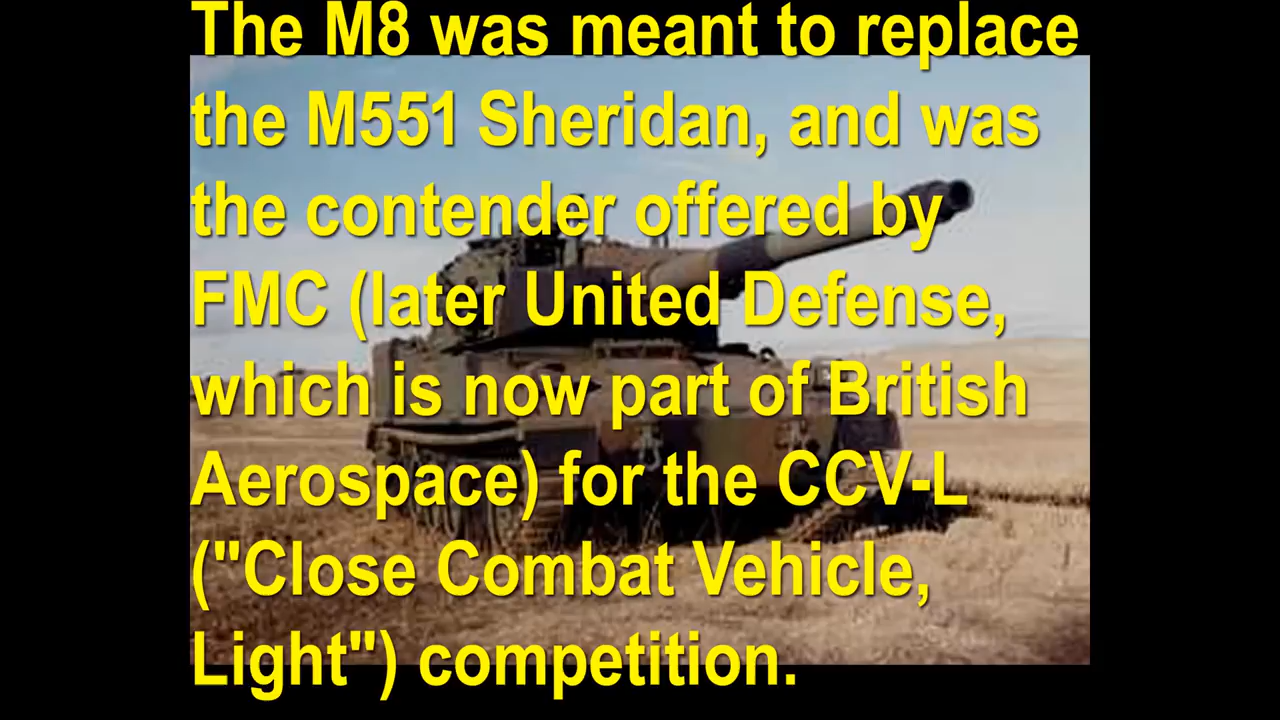 The M8 was meant to replace
the M551 Sheridan, and was
the contender offered by
FMC (later United Defense,
which is now part of British
Aerospace) for the CCV-L
("Close Combat Vehicle,
Light") competition.